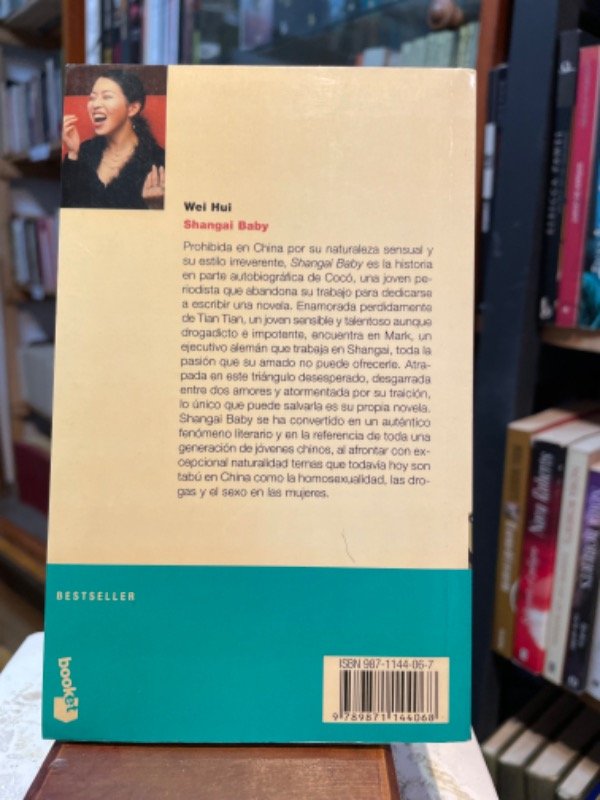 Wei Hui
Shangai Baby
Prohibida en China por su naturaleza sensual y
su estilo irreverente, Shangai Baby es la historia
en parte autobiográfica de Cocó, una joven pe-
riodista que abandona su trabajo para dedicarse
a escribir una novela. Enamorada perdidamente
de Tian Tian, un joven sensible y talentoso aunque
drogadicto e impotente, encuentra en Mark, un
ejecutivo alemán que trabaja en Shangai, toda la
pasión que su amado no puede ofrecerle. Atra-
pada en este triángulo desesperado, desgarrada
entre dos amores y atormentada por su traición,
lo único que puede salvarla es su propia novela.
Shangai Baby se ha convertido en un auténtico
fenómeno literario y en la referencia de toda una
generación de jóvenes chinos, al afrontar con ex-
cepcional naturalidad temas que todavía hoy son
tabú en China como la homosexualidad, las dro-
gas y el sexo en las mujeres.
BESTSELLER
booket
ISBN 987-1144-06-7
9 789871 144068
Nora Roberts